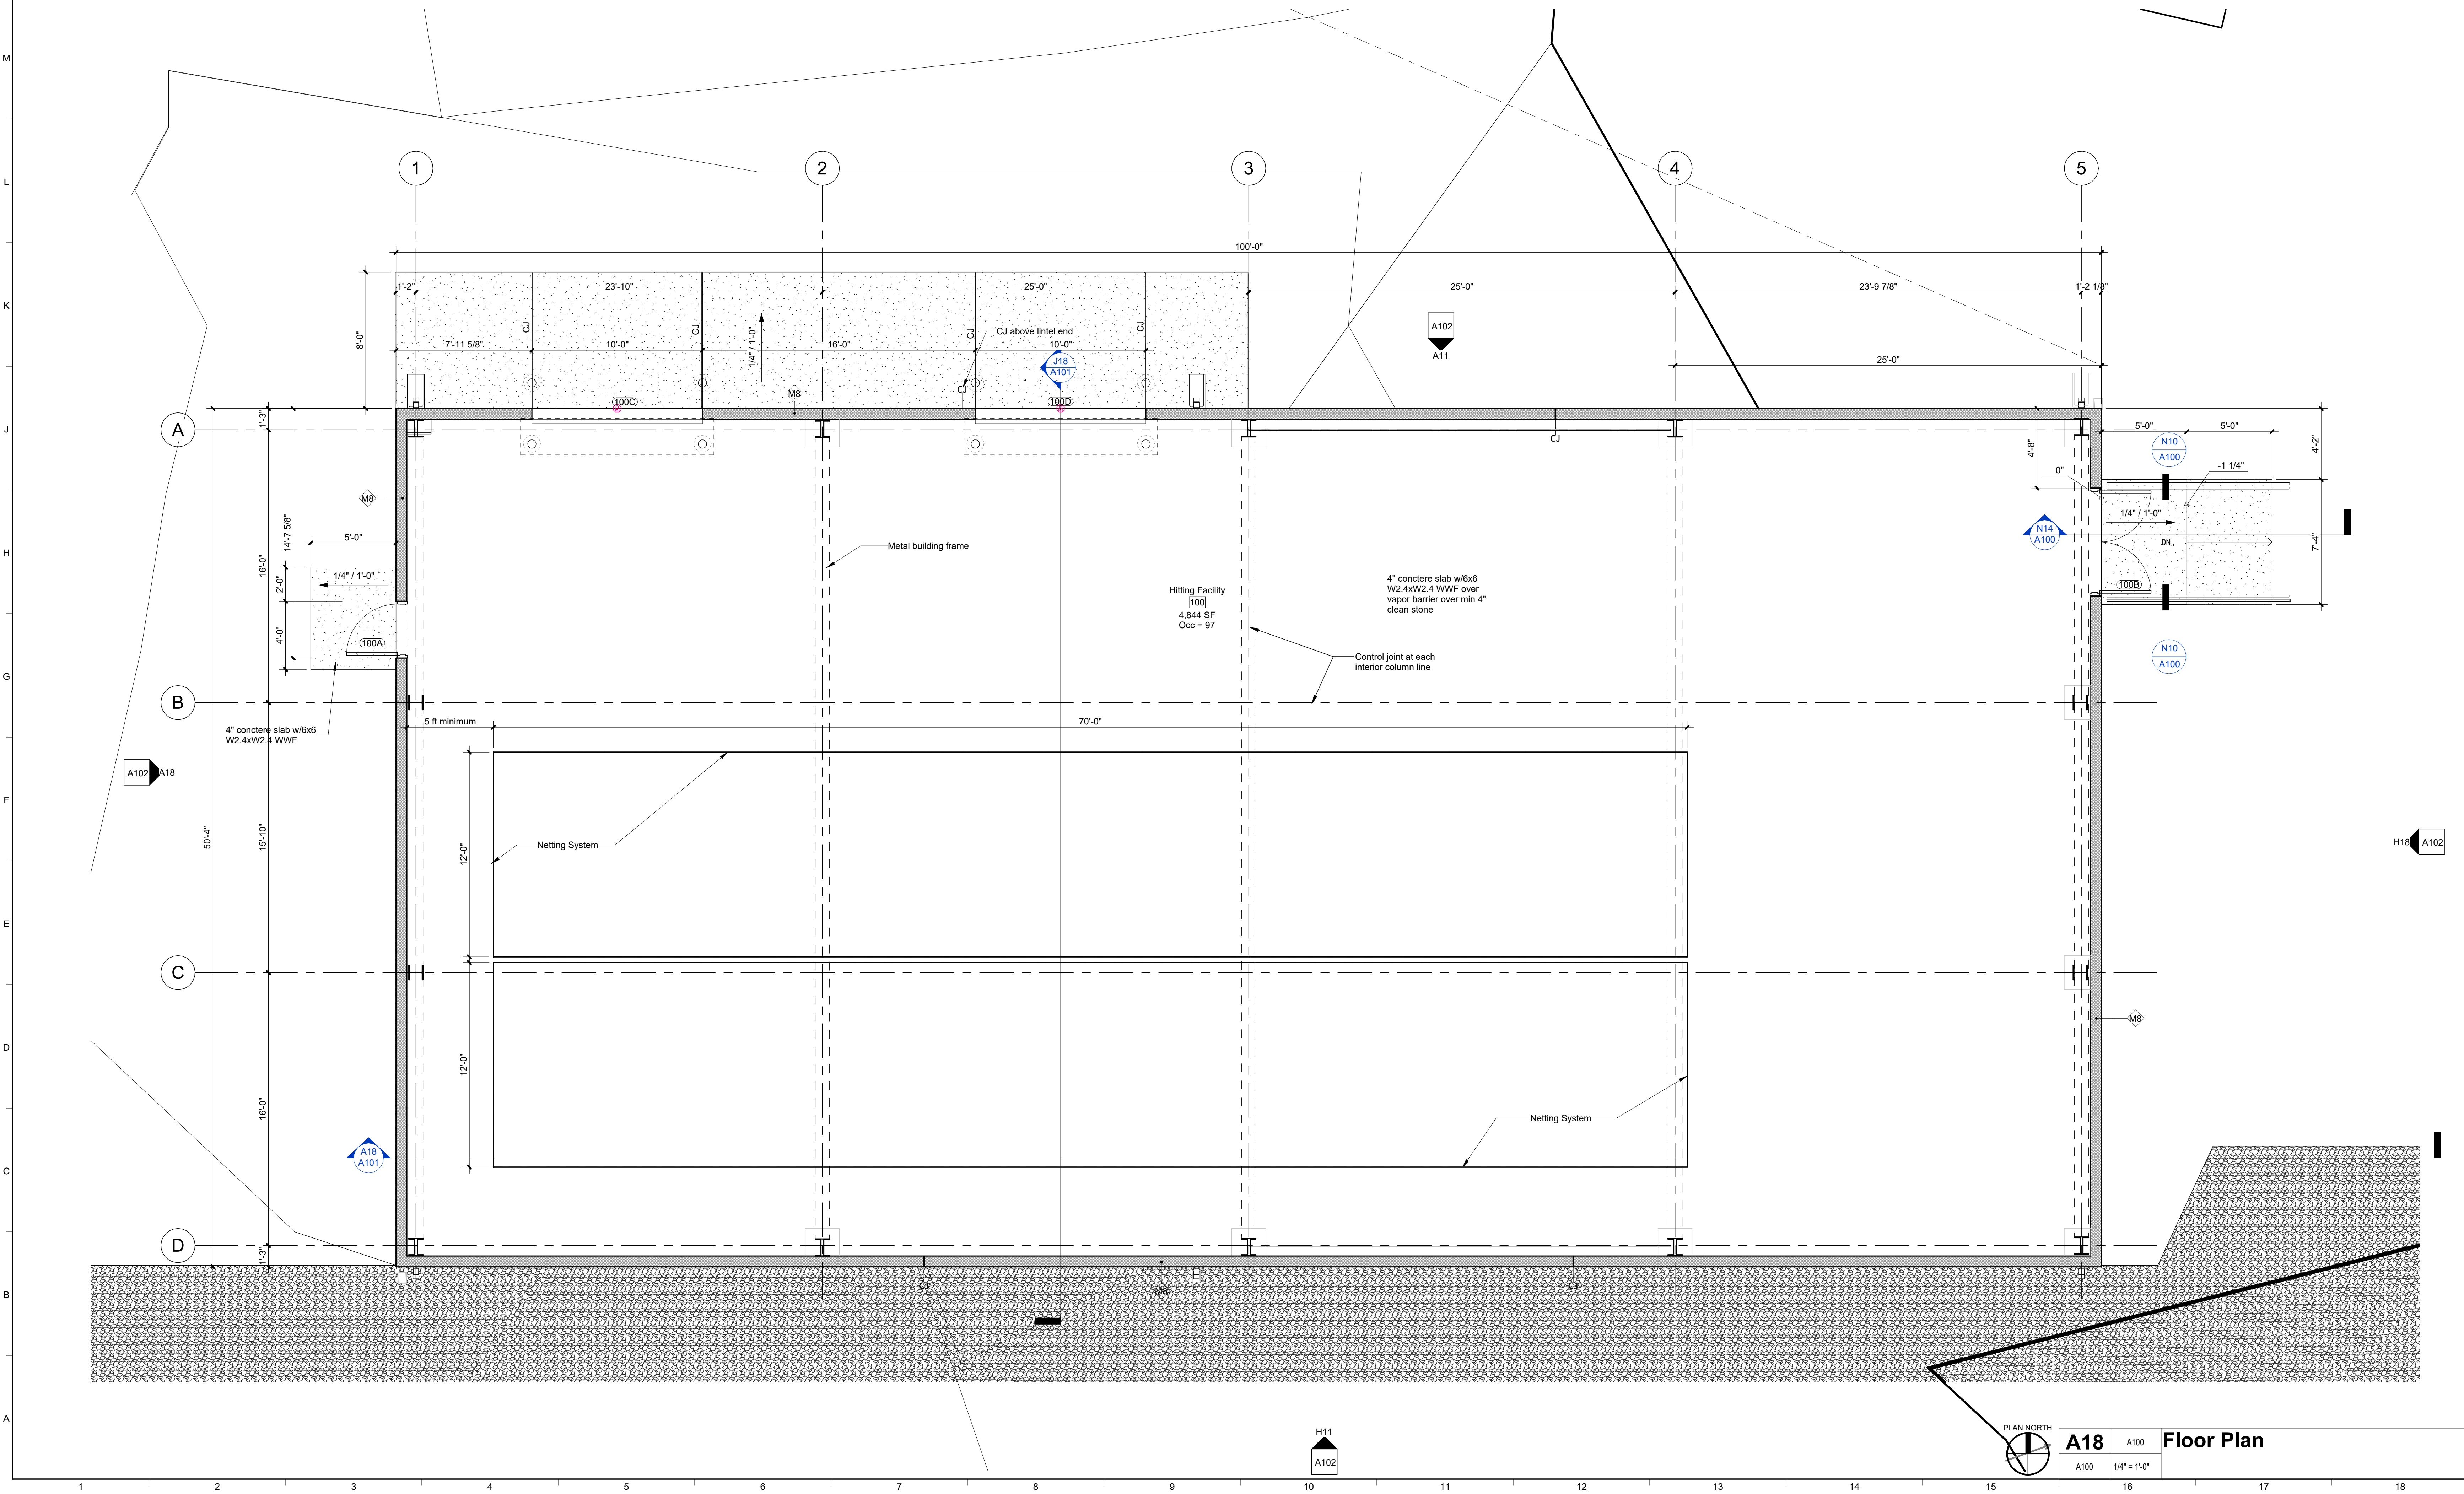 M
L
K
J
H
G
F
E
D
C
B
A
1
2
3
4
5
100'-0"
1'-2"
23'-10"
25'-0"
25'-0"
23'-9 7/8"
1'-2 1/8"
8'-0"
CJ
CJ
1/4" / 1'-0"
CJ
CJ
CJ above lintel end
A102
A11
7'-11 5/8"
10'-0"
16'-0"
10'-0"
25'-0"
J18
A101
M8
CJ
100C
100D
A
1'-3"
CJ
4'-8"
5'-0"
5'-0"
4'-2"
N10
A100
0"
-1 1/4"
M8
14'-7 5/8"
16'-0"
5'-0"
1/4" / 1'-0"
2'-0"
4'-0"
100A
Metal building frame
Hitting Facility
100
4,844 SF
Occ = 97
4" conctere slab w/6x6
W2.4xW2.4 WWF over
vapor barrier over min 4"
clean stone
1/4" / 1'-0"
N14
A100
DN.
7'-4"
100B
N10
A100
Control joint at each
interior column line
B
5 ft minimum
70'-0"
4" conctere slab w/6x6
W2.4xW2.4 WWF
A102
A18
50'-4"
15'-10"
12'-0"
Netting System
H18
A102
C
M8
12'-0"
16'-0"
Netting System
A18
A101
D
1'-3"
CJ
M8
CJ
H11
A102
PLAN NORTH
A18
A100
Floor Plan
A100
1/4" = 1'-0"
1
2
3
4
5
6
7
8
9
10
11
12
13
14
15
16
17
18